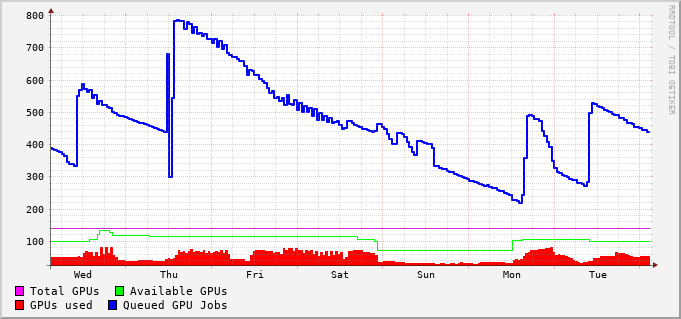 800
700
600
500
400
300
200
100
Wed Thu Fri Sat Sun Mon Tue
Total GPUs Available GPUs
GPUs used Queued GPU Jobs
RRDTOOL / TOBI OETIKER